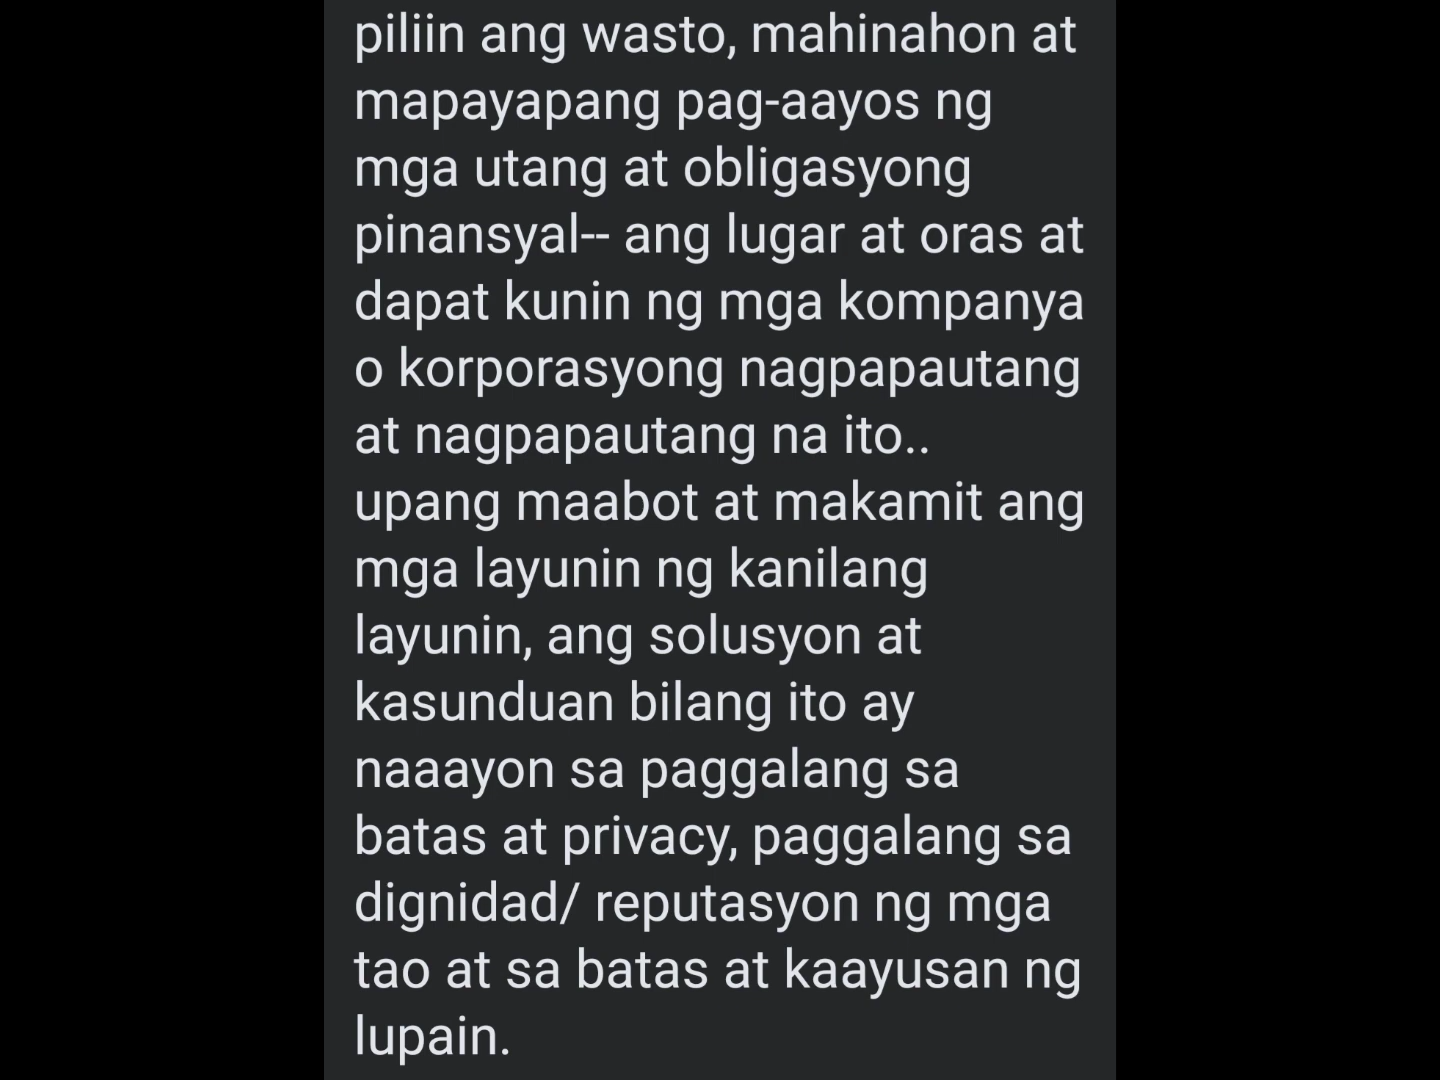 piliin ang wasto, mahinahon at
mapayapang pag-aayos ng
mga utang at obligasyong
pinansyal-- ang lugar at oras at
dapat kunin ng mga kompanya
o korporasyong nagpapautang
at nagpapautang na ito..
upang maabot at makamit ang
mga layunin ng kanilang
layunin, ang solusyon at
kasunduan bilang ito ay
naaayon sa paggalang sa
batas at privacy, paggalang sa
dignidad/ reputasyon ng mga
tao at sa batas at kaayusan ng
lupain.